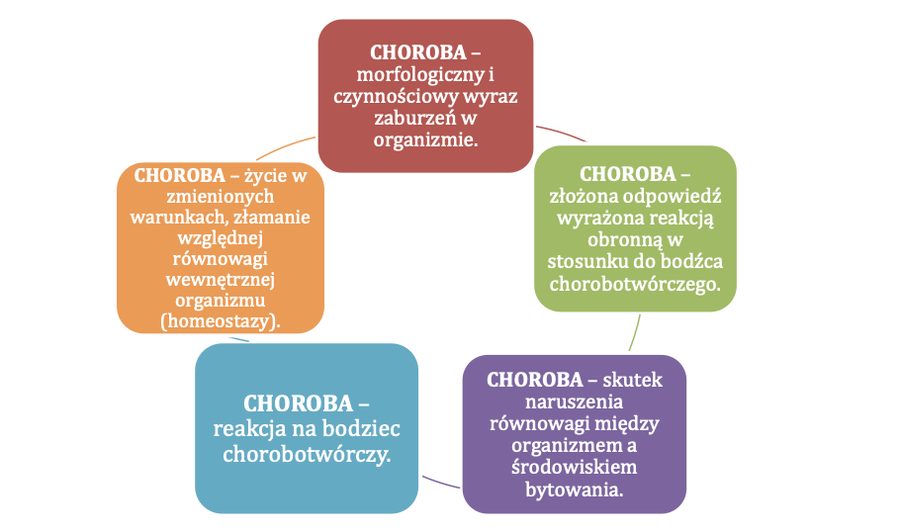 CHOROBA –
morfologiczny i
czynnościowy wyraz
zaburzeń w
organizmie.
CHOROBA –
złożona odpowiedź
wyrażona reakcją
obronną w
stosunku do bodźca
chorobotwórczego.
CHOROBA – skutek
naruszenia
równowagi między
organizmem a
środowiskiem
bytowania.
CHOROBA –
reakcja na bodziec
chorobotwórczy.
CHOROBA – życie w
zmienionych
warunkach, złamanie
względnej
równowagi
wewnętrznej
organizmu
(homeostazy).